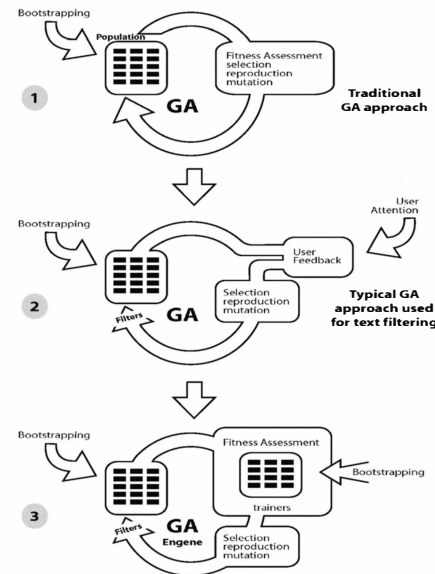 Bootstrapping
Population
Fitness Assessment
selection
reproduction
mutation
GA
1
Traditional
GA approach
User
Attention
Bootstrapping
User
Feedback
2
Filters
GA
Selection
reproduction
mutation
Typical GA
approach used
for text filtering
Bootstrapping
Fitness Assessment
Bootstrapping
trainers
3
Filters
GA
Engene
Selection
reproduction
mutation